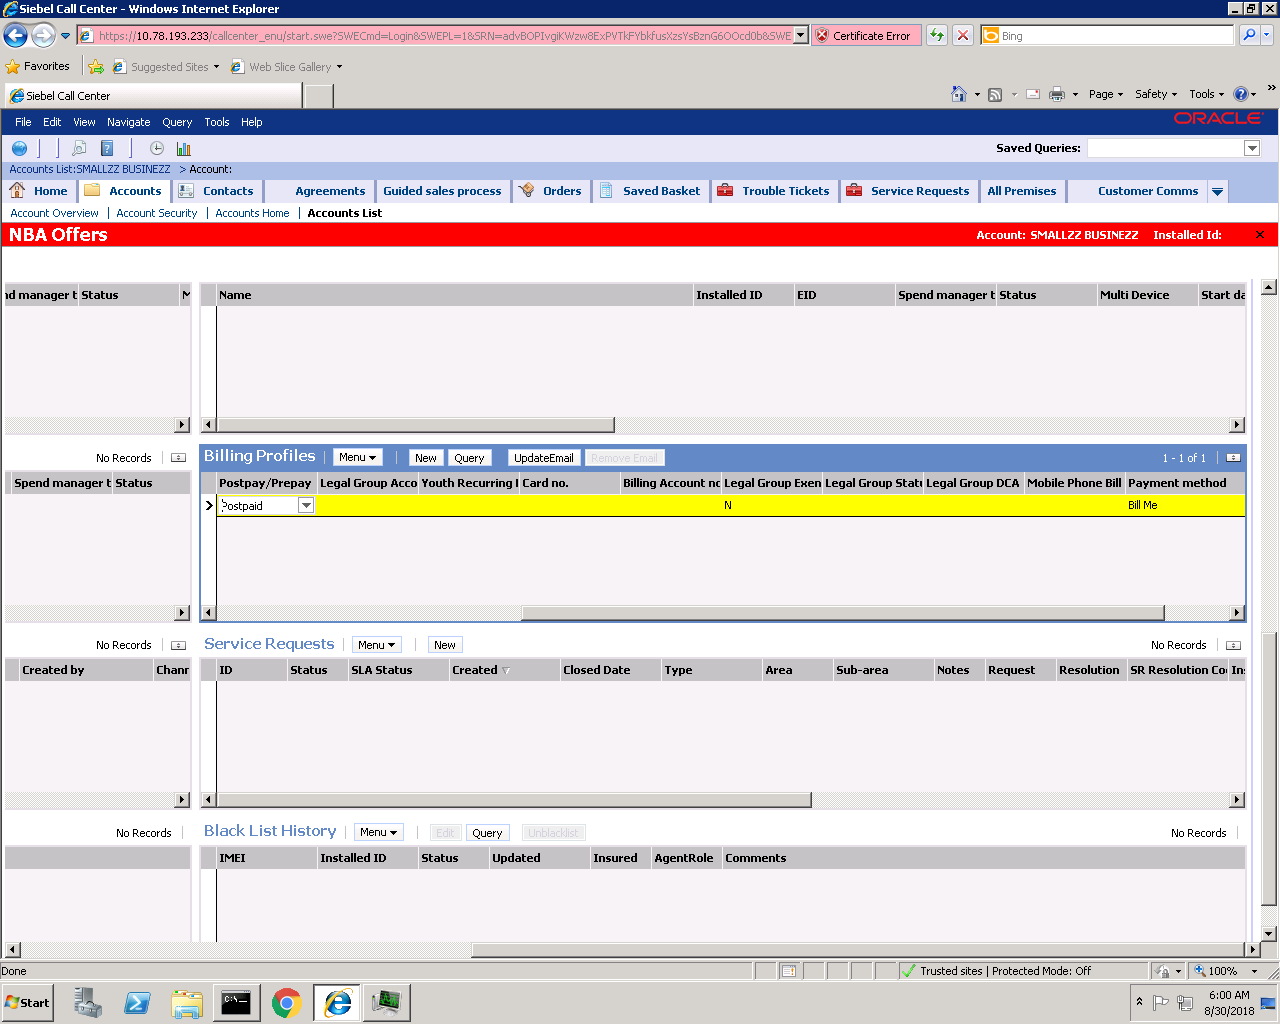 Siebel Call Center - Windows Internet Explorer
https://10.78.193.233/callcenter_enu/start.swe?SWECmd=Login&SWEPL=1&SRN=
Certificate Error
Bing
Favorites
Suggested Sites
Web Slice Gallery
Siebel Call Center
Page
Safety
Tools
File Edit View Navigate Query Tools Help
ORACLE
Saved Queries:
Accounts List:SMALLZZ BUSINEZZ > Account:
Home
Accounts
Contacts
Agreements
Guided sales process
Orders
Saved Basket
Trouble Tickets
Service Requests
All Premises
Customer Comms
Account Overview | Account Security | Accounts Home | Accounts List
NBA Offers
Account: SMALLZZ BUSINEZZ Installed Id:
nd manager t Status M
Name Installed ID EID Spend manager t Status Multi Device Start da
No Records
Billing Profiles
Menu
New
Query
UpdateEmail
Remove Email
1 - 1 of 1
Spend manager t Status
Postpay/Prepay Legal Group Acco Youth Recurring Card no. Billing Account no Legal Group Exen Legal Group Statu Legal Group DCA Mobile Phone Bill Payment method
Postpaid N Bill Me
No Records
Service Requests
Menu
New
No Records
Created by Chann
ID Status SLA Status Created Closed Date Type Area Sub-area Notes Request Resolution SR Resolution Co Ins
No Records
Black List History
Menu
Edit
Query
Unblacklist
No Records
IMEI Installed ID Status Updated Insured AgentRole Comments
Done
Trusted sites | Protected Mode: Off
100%
Start
C:\.
6:00 AM
8/30/2018